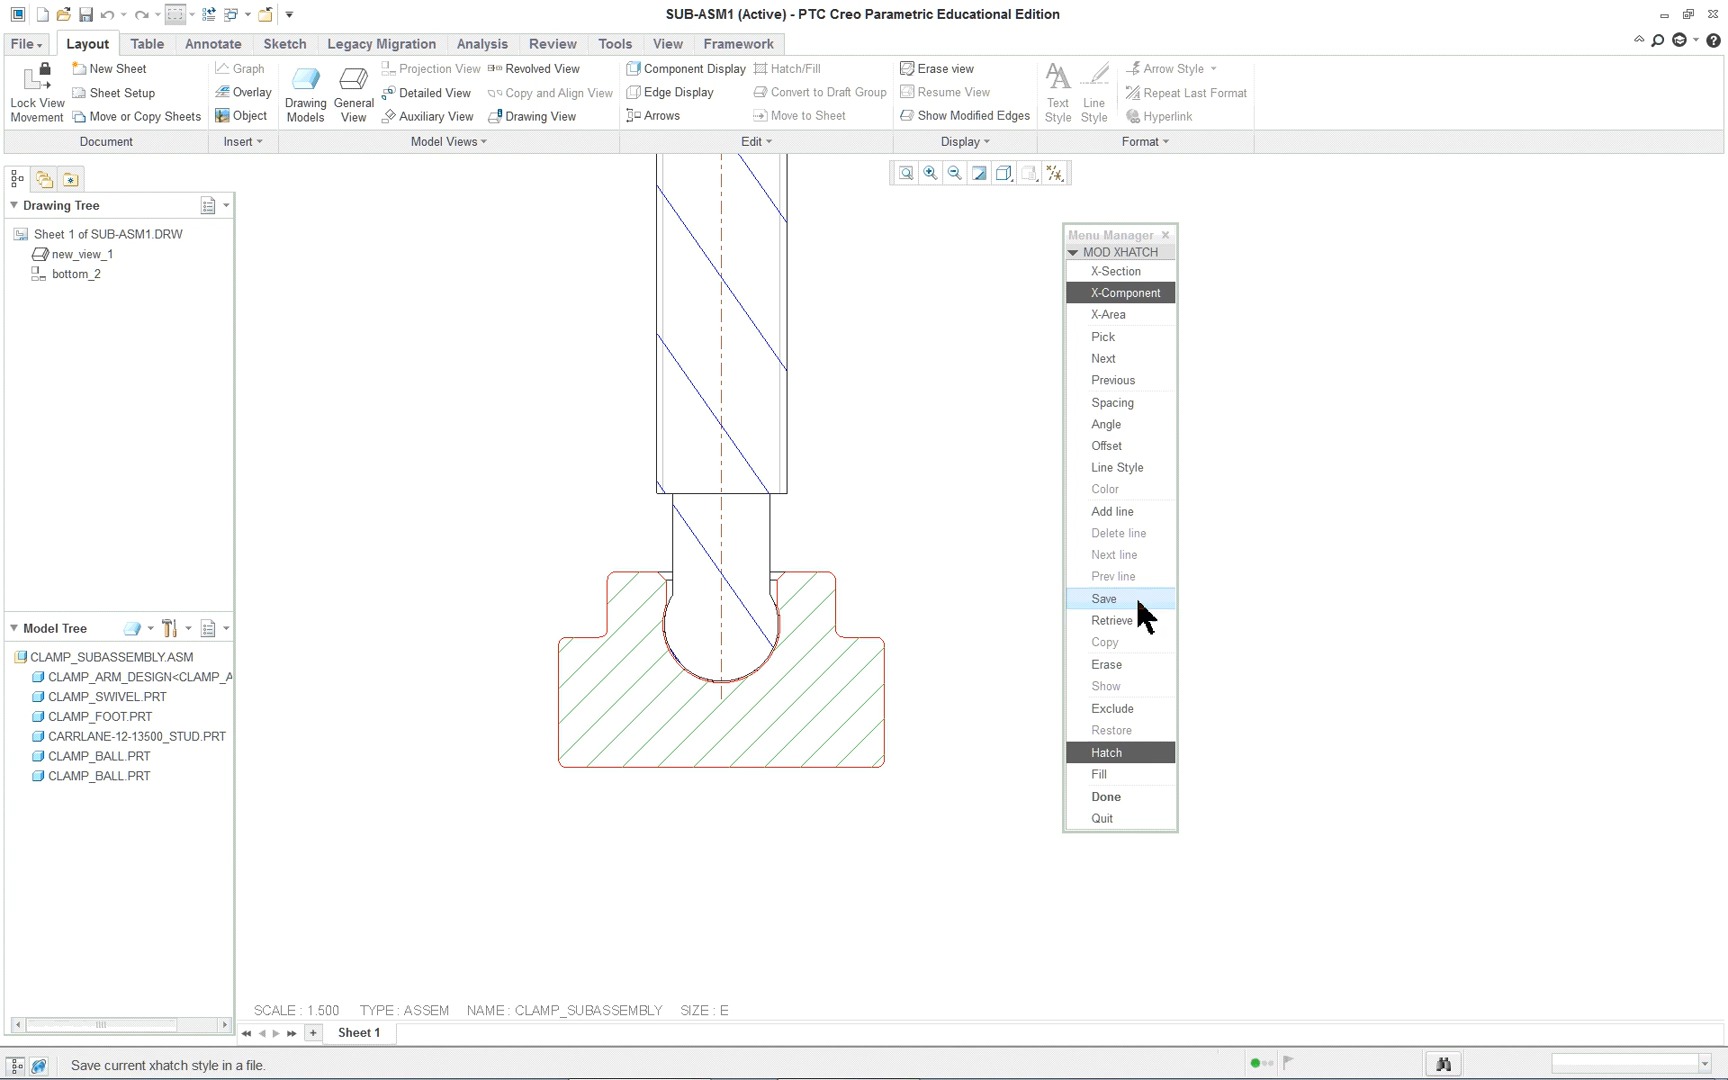 SUB-ASM1 (Active) - PTC Creo Parametric Educational Edition
File Layout Table Annotate Sketch Legacy Migration Analysis Review Tools View Framework
Lock View Movement
New Sheet
Sheet Setup
Move or Copy Sheets
Document
Graph
Overlay
Object
Insert
Drawing Models
General View
Projection View
Detailed View
Auxiliary View
Revolved View
Copy and Align View
Drawing View
Model Views
Component Display
Edge Display
Arrows
Hatch/Fill
Convert to Draft Group
Move to Sheet
Edit
Erase view
Resume View
Show Modified Edges
Display
Text Style
Line Style
Arrow Style
Repeat Last Format
Hyperlink
Format
Drawing Tree
Sheet 1 of SUB-ASM1.DRW
new_view_1
bottom_2
Model Tree
CLAMP_SUBASSEMBLY.ASM
CLAMP_ARM_DESIGN<CLAMP_A
CLAMP_SWIVEL.PRT
CLAMP_FOOT.PRT
CARRLANE-12-13500_STUD.PRT
CLAMP_BALL.PRT
CLAMP_BALL.PRT
Menu Manager
MOD XHATCH
X-Section
X-Component
X-Area
Pick
Next
Previous
Spacing
Angle
Offset
Line Style
Color
Add line
Delete line
Next line
Prev line
Save
Retrieve
Copy
Erase
Show
Exclude
Restore
Hatch
Fill
Done
Quit
SCALE : 1.500 TYPE : ASSEM NAME : CLAMP_SUBASSEMBLY SIZE : E
Sheet 1
Save current xhatch style in a file.